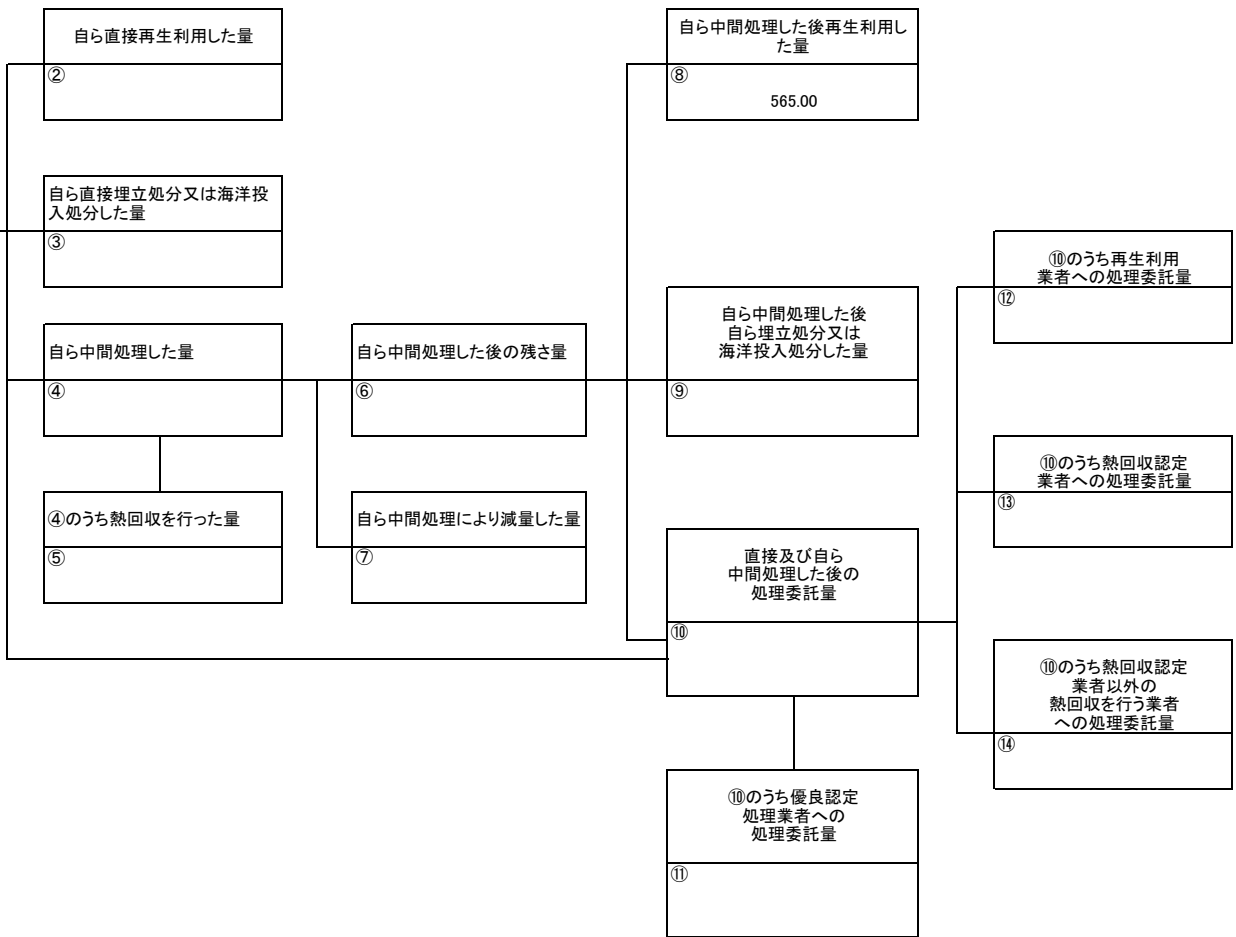 自ら直接再生利用した量
②
自ら中間処理した後再生利用し
た量
⑧
565.00
自ら直接埋立処分又は海洋投
入処分した量
③
⑩のうち再生利用
業者への処理委託量
⑫
自ら中間処理した量
④
自ら中間処理した後の残さ量
⑥
自ら中間処理した後
自ら埋立処分又は
海洋投入処分した量
⑨
⑩のうち熱回収認定
業者への処理委託量
⑬
④のうち熱回収を行った量
⑤
自ら中間処理により減量した量
⑦
直接及び自ら
中間処理した後の
処理委託量
⑩
⑩のうち熱回収認定
業者以外の
熱回収を行う業者
への処理委託量
⑭
⑩のうち優良認定
処理業者への
処理委託量
⑪